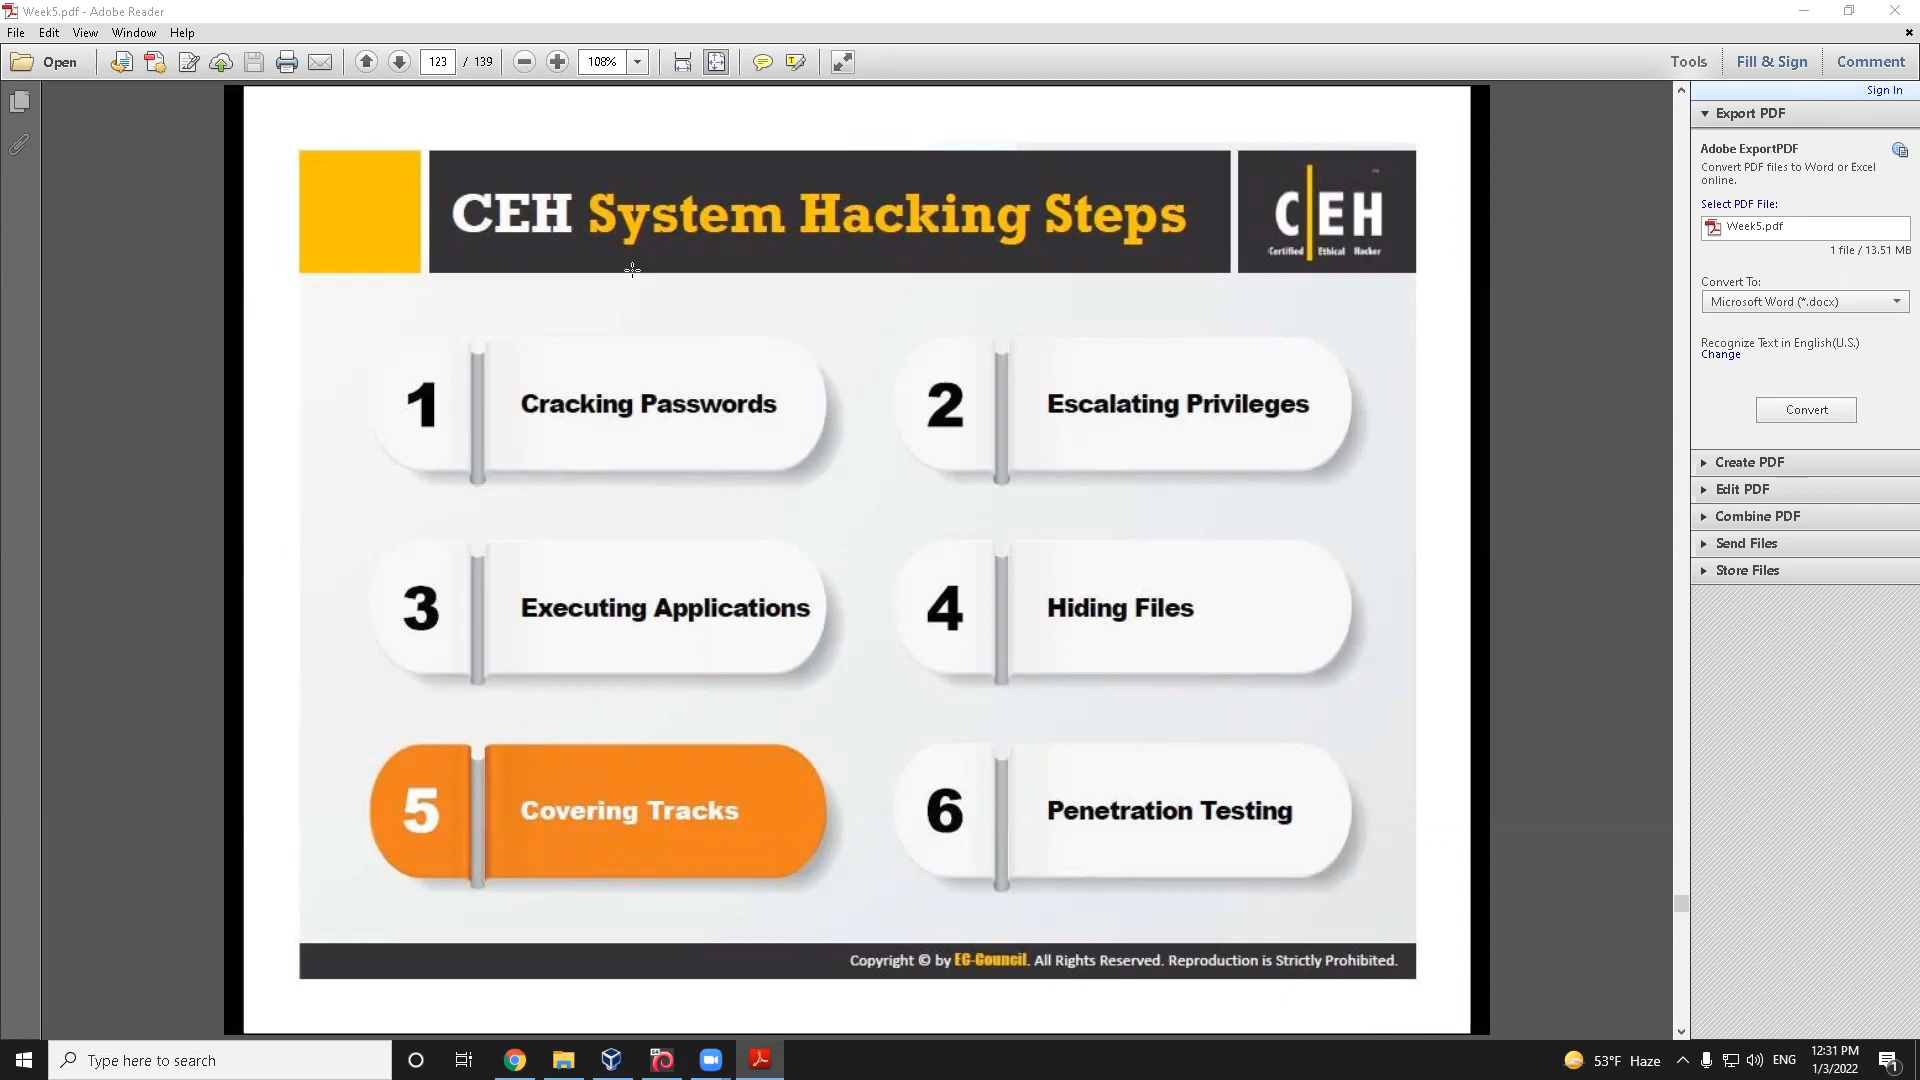 Week5.pdf - Adobe Reader
File Edit View Window Help
Open 123 / 139 108% Tools Fill & Sign Comment
Sign In
Export PDF
Adobe ExportPDF
Convert PDF files to Word or Excel
online.
Select PDF File:
Week5.pdf
1 file / 13.51 MB
Convert To:
Microsoft Word (*.docx)
Recognize Text in English(U.S.)
Change
Convert
Create PDF
Edit PDF
Combine PDF
Send Files
Store Files
CEH System Hacking Steps
CEH
Certified Ethical Hacker
1 Cracking Passwords
2 Escalating Privileges
3 Executing Applications
4 Hiding Files
5 Covering Tracks
6 Penetration Testing
Copyright © by EC-Council. All Rights Reserved. Reproduction is Strictly Prohibited.
Type here to search
64
53°F Haze
ENG
12:31 PM
1/3/2022
1